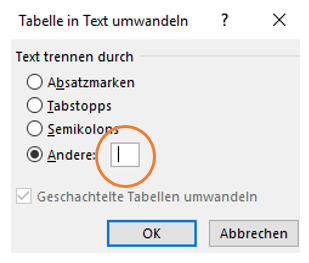 Tabelle in Text umwandeln ? ×
Text trennen durch
Absatzmarken
Tabstopps
Semikolons
Andere:
Geschachtelte Tabellen umwandeln
OK Abbrechen